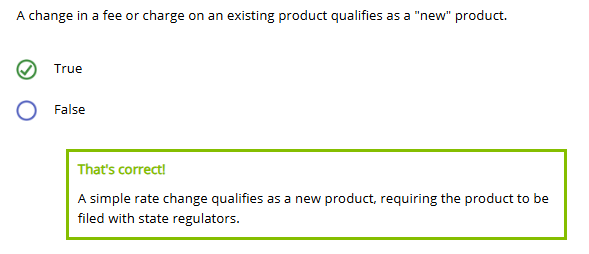 A change in a fee or charge on an existing product qualifies as a "new" product.
True
False
That's correct!
A simple rate change qualifies as a new product, requiring the product to be
filed with state regulators.